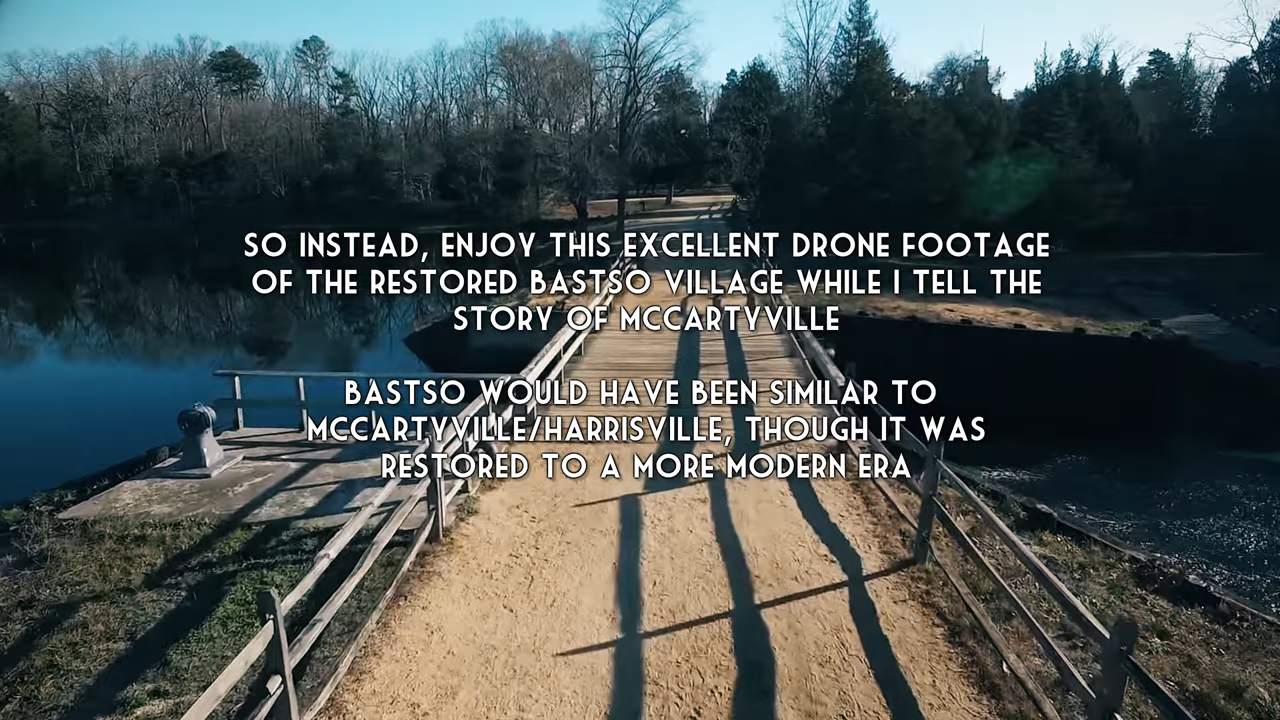 SO INSTEAD, ENJOY THIS EXCELLENT DRONE FOOTAGE
OF THE RESTORED BASTSO VILLAGE WHILE I TELL THE
STORY OF MCCARTYVILLE
BASTSO WOULD HAVE BEEN SIMILAR TO
MCCARTYVILLE/HARRISVILLE, THOUGH IT WAS
RESTORED TO A MORE MODERN ERA